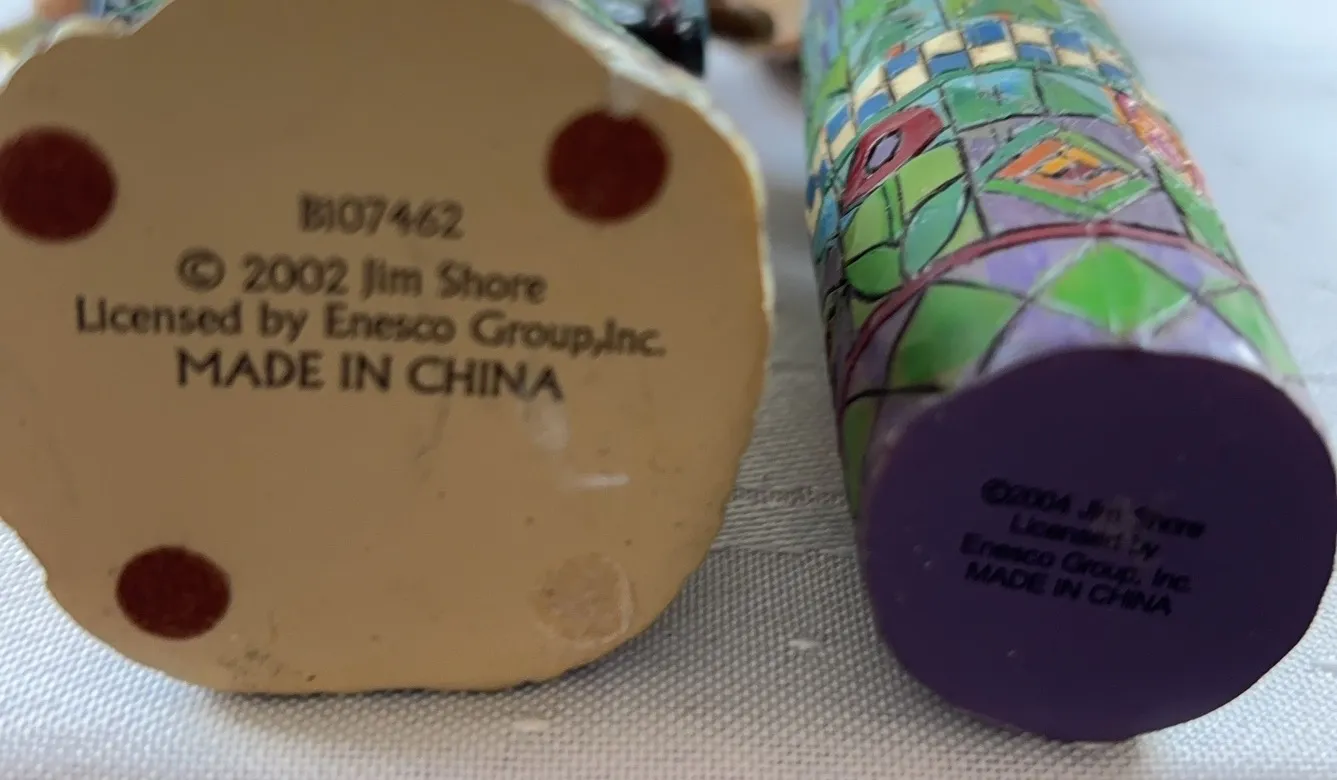 B107462
© 2002 Jim Shore
Licensed by Enesco Group,Inc.
MADE IN CHINA
©2004 Jim Shore
Licensed by
Enesco Group, Inc.
MADE IN CHINA